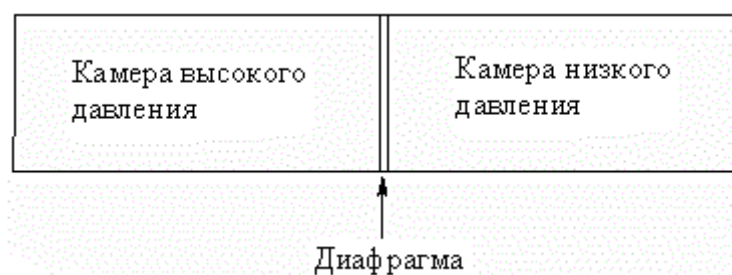 Камера высокого
давления
Камера низкого
давления
Диафрагма